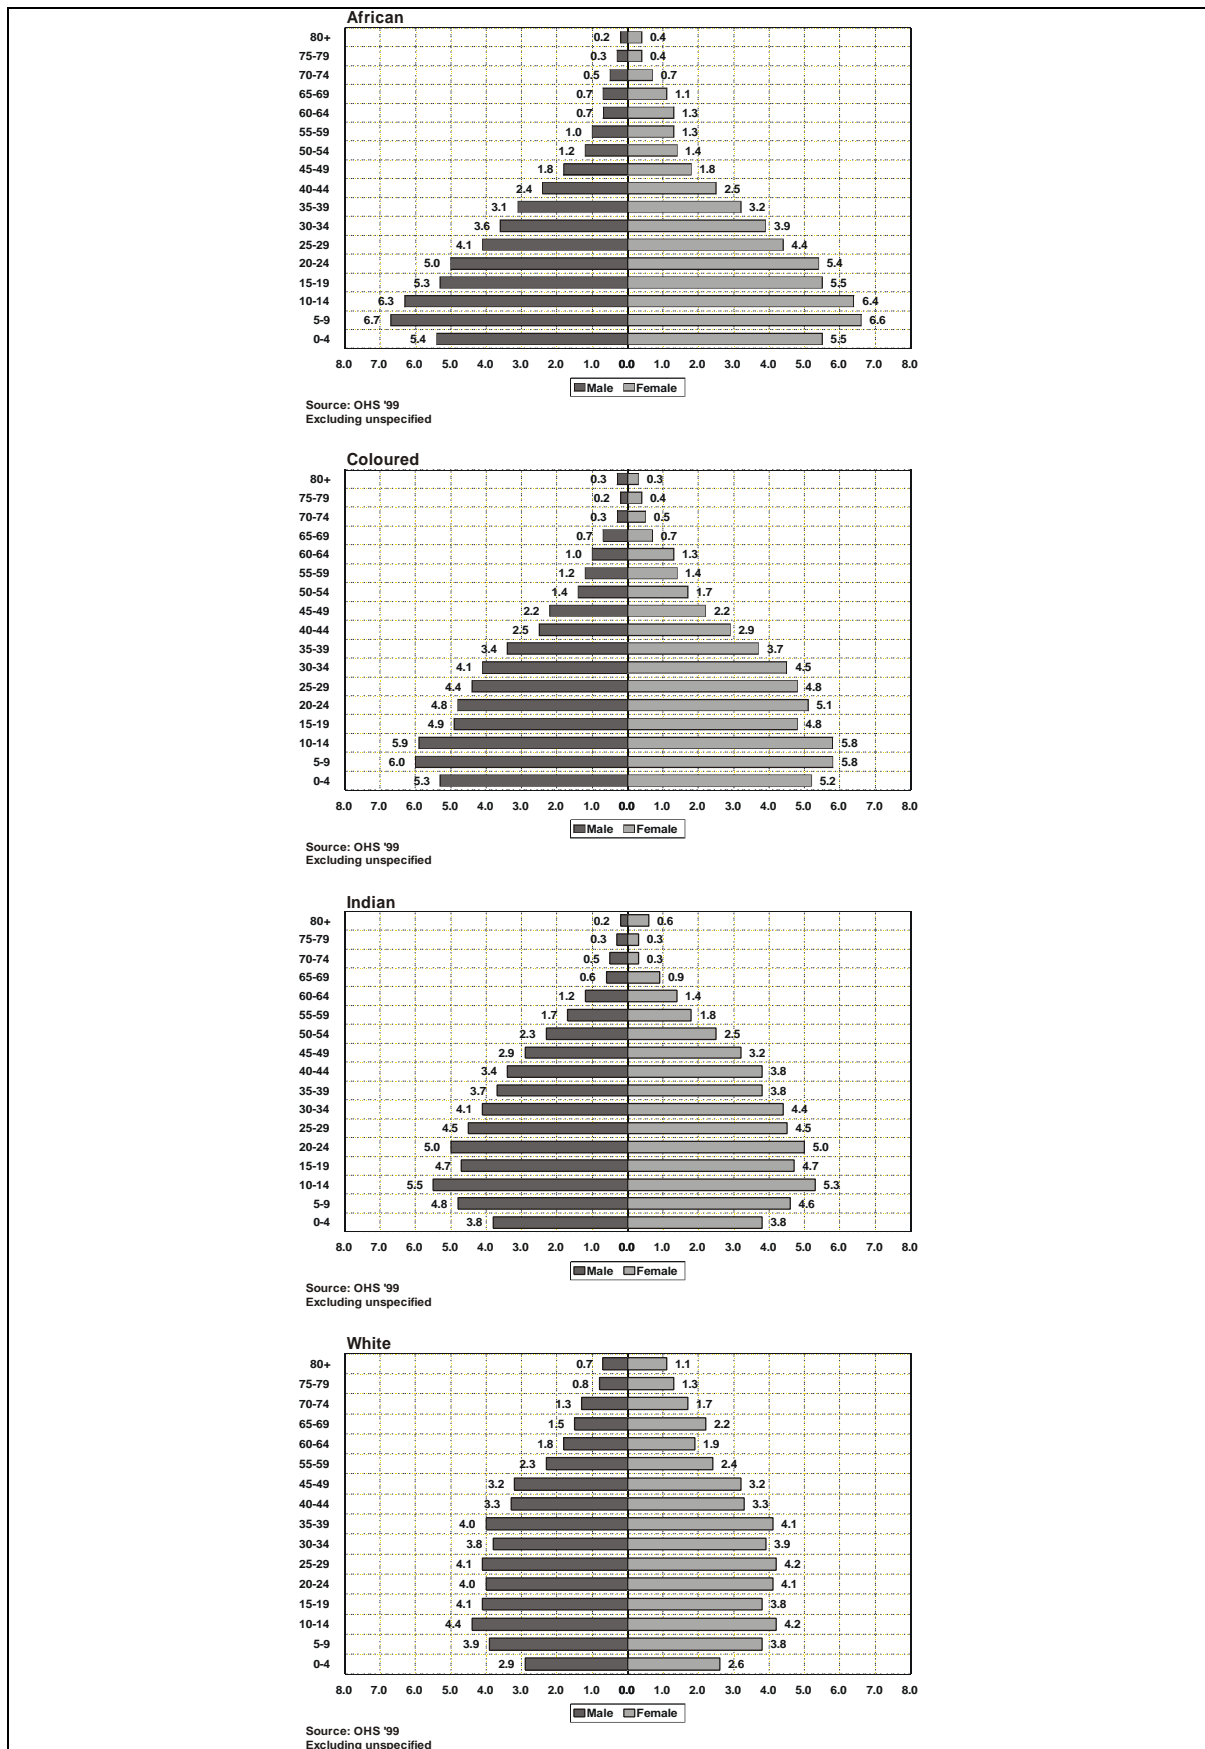 African
80+ 0.2 0.4
75-79 0.3 0.4
70-74 0.5 0.7
65-69 0.7 1.1
60-64 0.7 1.3
55-59 1.0 1.3
50-54 1.2 1.4
45-49 1.8 1.8
40-44 2.4 2.5
35-39 3.1 3.2
30-34 3.6 3.9
25-29 4.1 4.4
20-24 5.0 5.4
15-19 5.3 5.5
10-14 6.3 6.4
5-9 6.7 6.6
0-4 5.4 5.5
8.0 7.0 6.0 5.0 4.0 3.0 2.0 1.0 0.0 1.0 2.0 3.0 4.0 5.0 6.0 7.0 8.0
Male Female
Source: OHS '99
Excluding unspecified
Coloured
80+ 0.3 0.3
75-79 0.2 0.4
70-74 0.3 0.5
65-69 0.7 0.7
60-64 1.0 1.3
55-59 1.2 1.4
50-54 1.4 1.7
45-49 2.2 2.2
40-44 2.5 2.9
35-39 3.4 3.7
30-34 4.1 4.5
25-29 4.4 4.8
20-24 4.8 5.1
15-19 4.9 4.8
10-14 5.9 5.8
5-9 6.0 5.8
0-4 5.3 5.2
8.0 7.0 6.0 5.0 4.0 3.0 2.0 1.0 0.0 1.0 2.0 3.0 4.0 5.0 6.0 7.0 8.0
Male Female
Source: OHS '99
Excluding unspecified
Indian
80+ 0.2 0.6
75-79 0.3 0.3
70-74 0.5 0.3
65-69 0.6 0.9
60-64 1.2 1.4
55-59 1.7 1.8
50-54 2.3 2.5
45-49 2.9 3.2
40-44 3.4 3.8
35-39 3.7 3.8
30-34 4.1 4.4
25-29 4.5 4.5
20-24 5.0 5.0
15-19 4.7 4.7
10-14 5.5 5.3
5-9 4.8 4.6
0-4 3.8 3.8
8.0 7.0 6.0 5.0 4.0 3.0 2.0 1.0 0.0 1.0 2.0 3.0 4.0 5.0 6.0 7.0 8.0
Male Female
Source: OHS '99
Excluding unspecified
White
80+ 0.7 1.1
75-79 0.8 1.3
70-74 1.3 1.7
65-69 1.5 2.2
60-64 1.8 1.9
55-59 2.3 2.4
45-49 3.2 3.2
40-44 3.3 3.3
35-39 4.0 4.1
30-34 3.8 3.9
25-29 4.1 4.2
20-24 4.0 4.1
15-19 4.1 3.8
10-14 4.4 4.2
5-9 3.9 3.8
0-4 2.9 2.6
8.0 7.0 6.0 5.0 4.0 3.0 2.0 1.0 0.0 1.0 2.0 3.0 4.0 5.0 6.0 7.0 8.0
Male Female
Source: OHS '99
Excluding unspecified